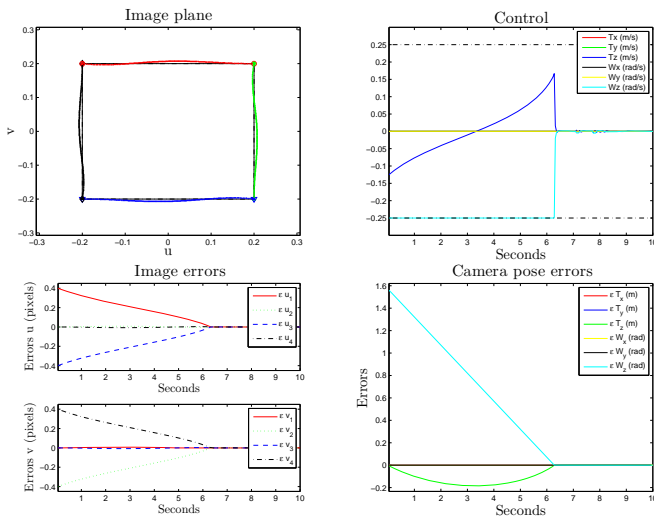 Image plane
0.3
0.2
0.1
0
-0.1
-0.2
-0.3
v
-0.3 -0.2 -0.1 0 0.1 0.2 0.3
u
Control
0.25
0.2
0.15
0.1
0.05
0
-0.05
-0.1
-0.15
-0.2
-0.25
Tx (m/s)
Ty (m/s)
Tz (m/s)
Wx (rad/s)
Wy (rad/s)
Wz (rad/s)
1 2 3 4 5 6 7 8 9 10
Seconds
Image errors
Errors u (pixels)
0.4
0.2
0
-0.2
-0.4
ε u₁
ε u₂
ε u₃
ε u₄
1 2 3 4 5 6 7 8 9 10
Seconds
Errors v (pixels)
0.4
0.2
0
-0.2
-0.4
ε v₁
ε v₂
ε v₃
ε v₄
1 2 3 4 5 6 7 8 9 10
Seconds
Camera pose errors
Errors
1.6
1.4
1.2
1
0.8
0.6
0.4
0.2
0
-0.2
ε Tₓ (m)
ε T_y (m)
ε T_z (m)
ε Wₓ (rad)
ε W_y (rad)
ε W_z (rad)
1 2 3 4 5 6 7 8 9 10
Seconds